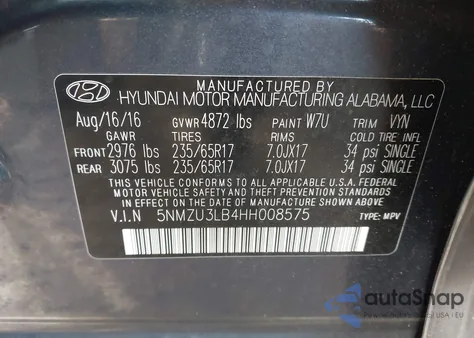 MANUFACTURED BY
HYUNDAI MOTOR MANUFACTURING ALABAMA, LLC
Aug/16/16 GVWR 4872 lbs PAINT W7U TRIM VYN
GAWR TIRES RIMS COLD TIRE INFL
FRONT 2976 lbs 235/65R17 7.0JX17 34 psi SINGLE
REAR 3075 lbs 235/65R17 7.0JX17 34 psi SINGLE
THIS VEHICLE CONFORMS TO ALL APPLICABLE U.S.A FEDERAL
MOTOR VEHICLE SAFETY AND THEFT PREVENTION STANDARDS
IN EFFECT ON THE DATE OF MANUFACTURE SHOWN ABOVE.
V.I.N 5NMZU3LB4HH008575 TYPE: MPV
autoSnap